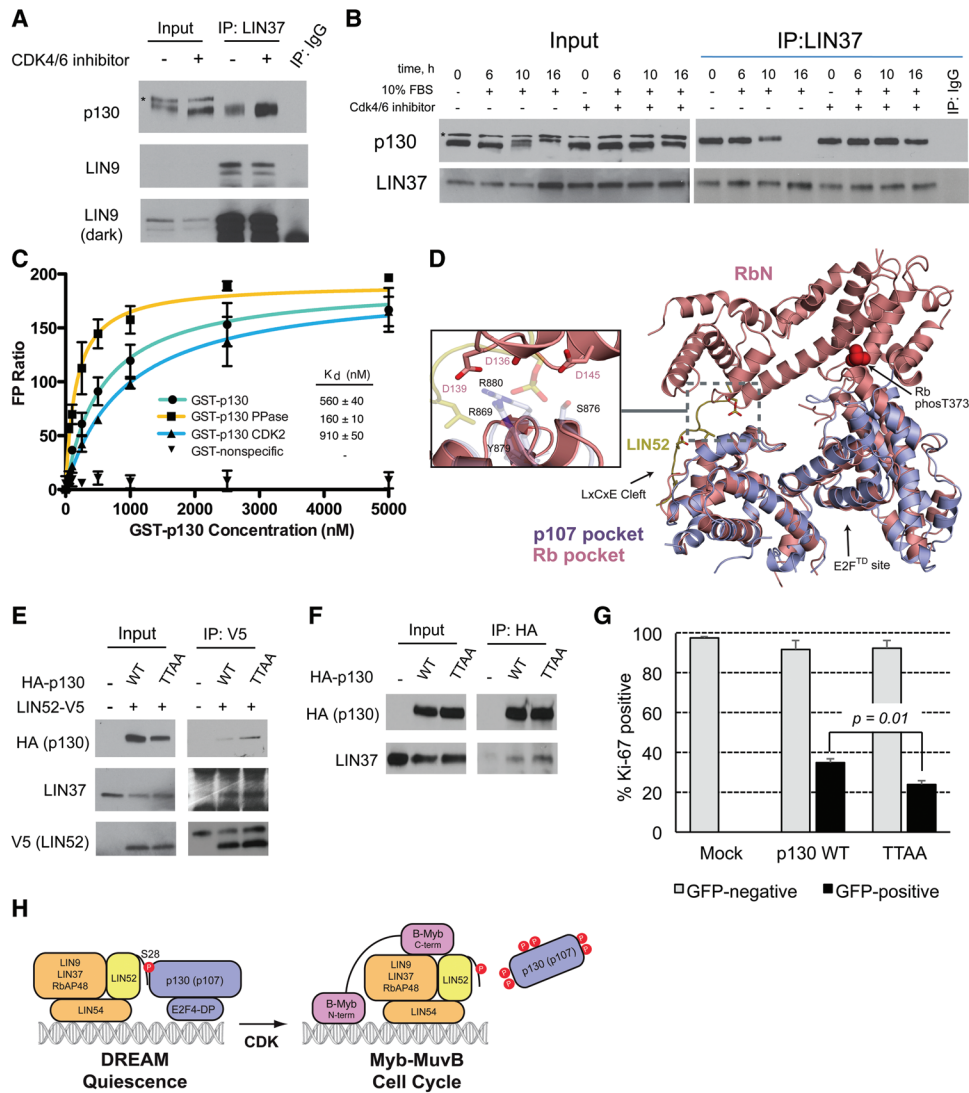 A
Input
IP: LIN37
IP: IgG
CDK4/6 inhibitor
- + - +
*
p130
LIN9
LIN9
(dark)
B
Input
IP:LIN37
time, h 0 6 10 16 0 6 10 16 0 6 10 16 0 6 10 16
10% FBS - + + + - + + + - + + + - + + +
Cdk4/6 inhibitor - - - - + + + + - - - - + + + +
IP: IgG
p130
LIN37
C
FP Ratio
200
150
100
50
0
0 1000 2000 3000 4000 5000
GST-p130 Concentration (nM)
Kd (nM)
GST-p130 560 ± 40
GST-p130 PPase 160 ± 10
GST-p130 CDK2 910 ± 50
GST-nonspecific -
D
RbN
D136
D139
D145
R880
R869
S876
Y879
Rb
phosT373
LIN52
LxCxE Cleft
p107 pocket
Rb pocket
E2FTD site
E
Input
IP: V5
HA-p130 - WT TTAA - WT TTAA
LIN52-V5 - + + - + +
HA (p130)
LIN37
V5 (LIN52)
F
Input
IP: HA
HA-p130 - WT TTAA - WT TTAA
HA (p130)
LIN37
G
% Ki-67 positive
100
80
60
40
20
0
p = 0.01
Mock p130 WT TTAA
GFP-negative GFP-positive
H
LIN9
LIN37
RbAP48
LIN52
S28
P
p130 (p107)
LIN54
E2F4-DP
DREAM
Quiescence
CDK
B-Myb
C-term
LIN9
LIN37
RbAP48
LIN52
P
B-Myb
N-term
LIN54
Myb-MuvB
Cell Cycle
P P
p130 (p107)
P P
P P